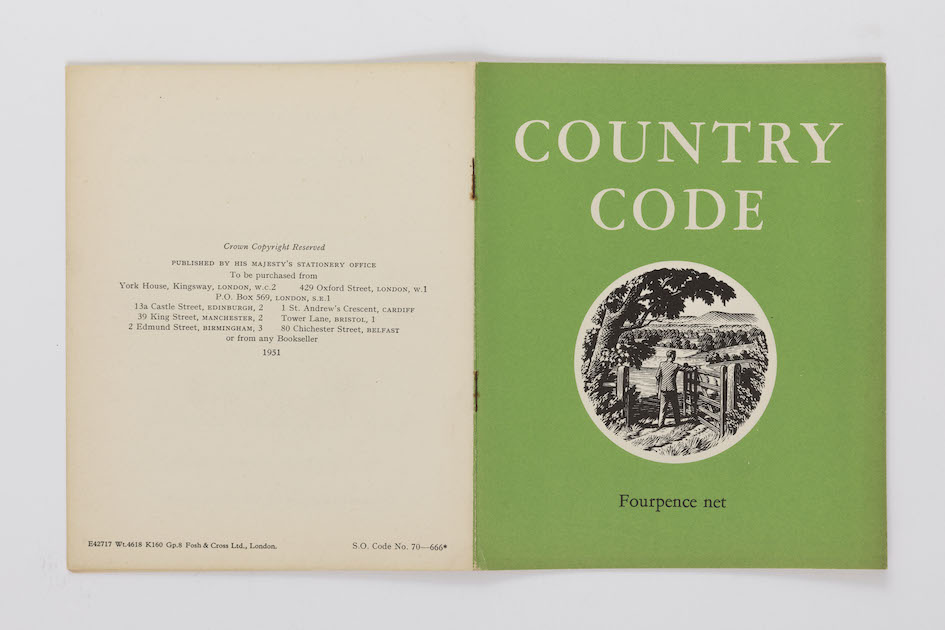 Crown Copyright Reserved
PUBLISHED BY HIS MAJESTY'S STATIONERY OFFICE
To be purchased from
York House, Kingsway, LONDON, W.C.2 429 Oxford Street, LONDON, W.1
P.O. Box 569, LONDON, S.E.1
13a Castle Street, EDINBURGH, 2 1 St. Andrew's Crescent, CARDIFF
39 King Street, MANCHESTER, 2 Tower Lane, BRISTOL, 1
2 Edmund Street, BIRMINGHAM, 3 80 Chichester Street, BELFAST
or from any Bookseller
1951
E42717 Wt.4618 K160 Gp.8 Fosh & Cross Ltd., London. S.O. Code No. 70—666*
COUNTRY
CODE
Fourpence net